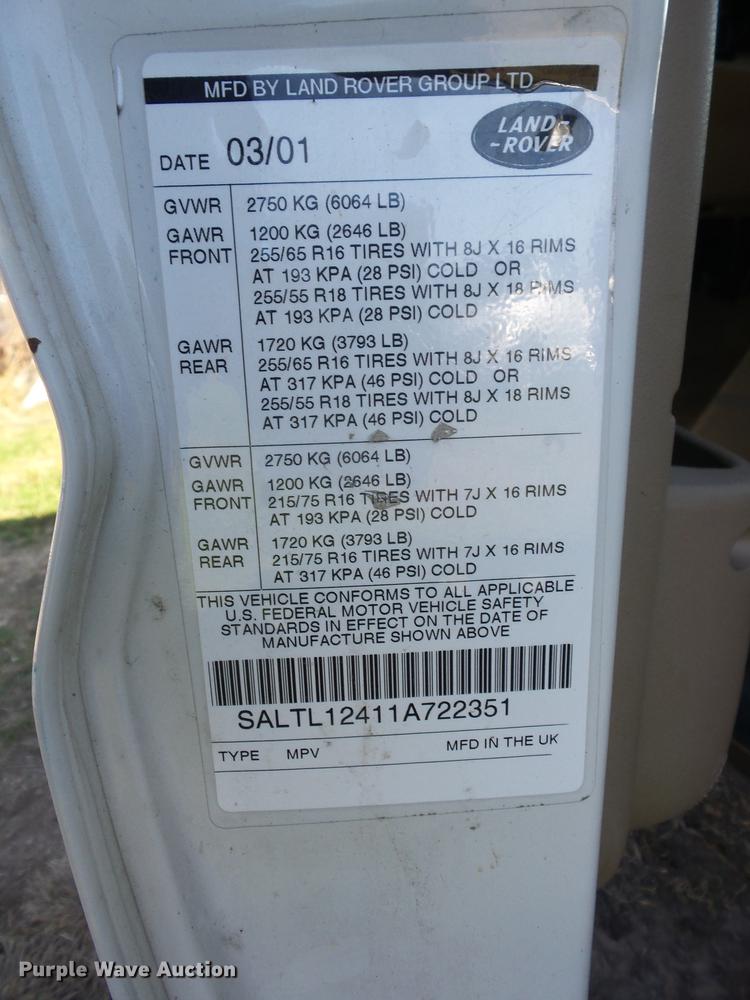 MFD BY LAND ROVER GROUP LTD
DATE 03/01
LAND-
-ROVER
GVWR 2750 KG (6064 LB)
GAWR 1200 KG (2646 LB)
FRONT 255/65 R16 TIRES WITH 8J X 16 RIMS
AT 193 KPA (28 PSI) COLD OR
255/55 R18 TIRES WITH 8J X 18 RIMS
AT 193 KPA (28 PSI) COLD
GAWR 1720 KG (3793 LB)
REAR 255/65 R16 TIRES WITH 8J X 16 RIMS
AT 317 KPA (46 PSI) COLD OR
255/55 R18 TIRES WITH 8J X 18 RIMS
AT 317 KPA (46 PSI) COLD
GVWR 2750 KG (6064 LB)
GAWR 1200 KG (2646 LB)
FRONT 215/75 R16 TIRES WITH 7J X 16 RIMS
AT 193 KPA (28 PSI) COLD
GAWR 1720 KG (3793 LB)
REAR 215/75 R16 TIRES WITH 7J X 16 RIMS
AT 317 KPA (46 PSI) COLD
THIS VEHICLE CONFORMS TO ALL APPLICABLE
U.S. FEDERAL MOTOR VEHICLE SAFETY
STANDARDS IN EFFECT ON THE DATE OF
MANUFACTURE SHOWN ABOVE
SALTL12411A722351
TYPE MPV MFD IN THE UK
Purple Wave Auction